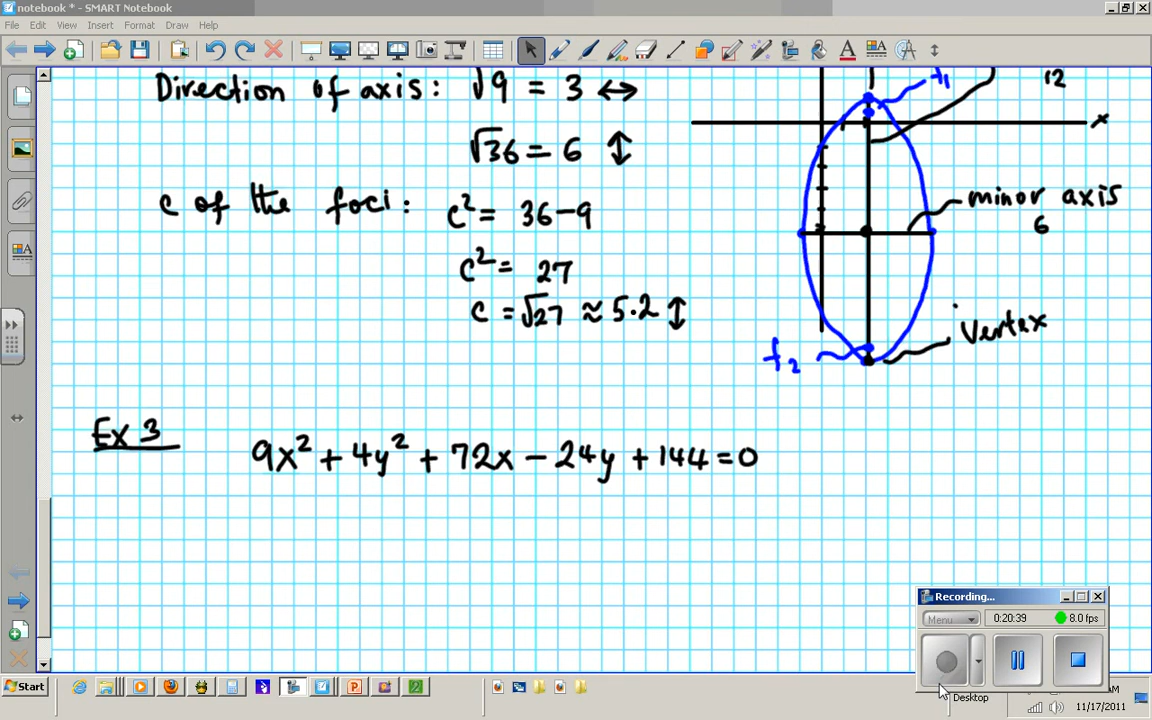 notebook * - SMART Notebook
File Edit View Insert Format Draw Help
Direction of axis: √9 = 3 ↔
√36 = 6 ↕
c of the foci: c² = 36-9
c² = 27
c = √27 ≈ 5.2 ↕
f1
12
x
minor axis
6
vertex
f2
Ex 3 9x² + 4y² + 72x - 24y + 144 = 0
Recording...
Menu 0:20:39 8.0 fps
Start
Desktop
AM
11/17/2011